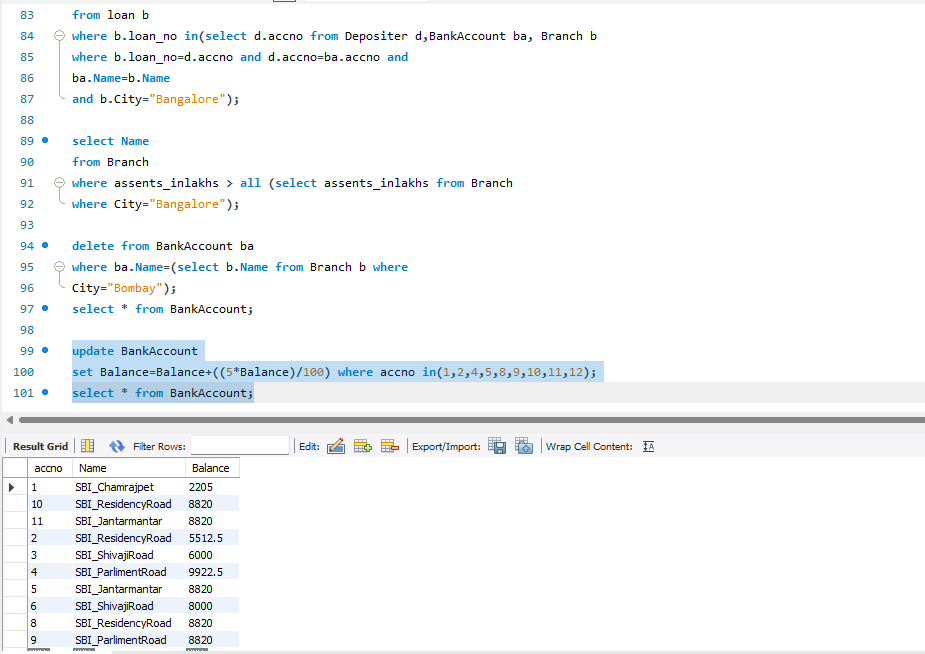 83 from loan b
84 where b.loan_no in(select d.accno from Depositer d,BankAccount ba, Branch b
85 where b.loan_no=d.accno and d.accno=ba.accno and
86 ba.Name=b.Name
87 and b.City="Bangalore");
88
89 select Name
90 from Branch
91 where assents_inlakhs > all (select assents_inlakhs from Branch
92 where City="Bangalore");
93
94 delete from BankAccount ba
95 where ba.Name=(select b.Name from Branch b where
96 City="Bombay");
97 select * from BankAccount;
98
99 update BankAccount
100 set Balance=Balance+((5*Balance)/100) where accno in(1,2,4,5,8,9,10,11,12);
101 select * from BankAccount;
Result Grid Filter Rows: Edit: Export/Import: Wrap Cell Content: IA
accno Name Balance
1 SBI_Chamrajpet 2205
10 SBI_ResidencyRoad 8820
11 SBI_Jantarmantar 8820
2 SBI_ResidencyRoad 5512.5
3 SBI_ShivajiRoad 6000
4 SBI_ParlimentRoad 9922.5
5 SBI_Jantarmantar 8820
6 SBI_ShivajiRoad 8000
8 SBI_ResidencyRoad 8820
9 SBI_ParlimentRoad 8820